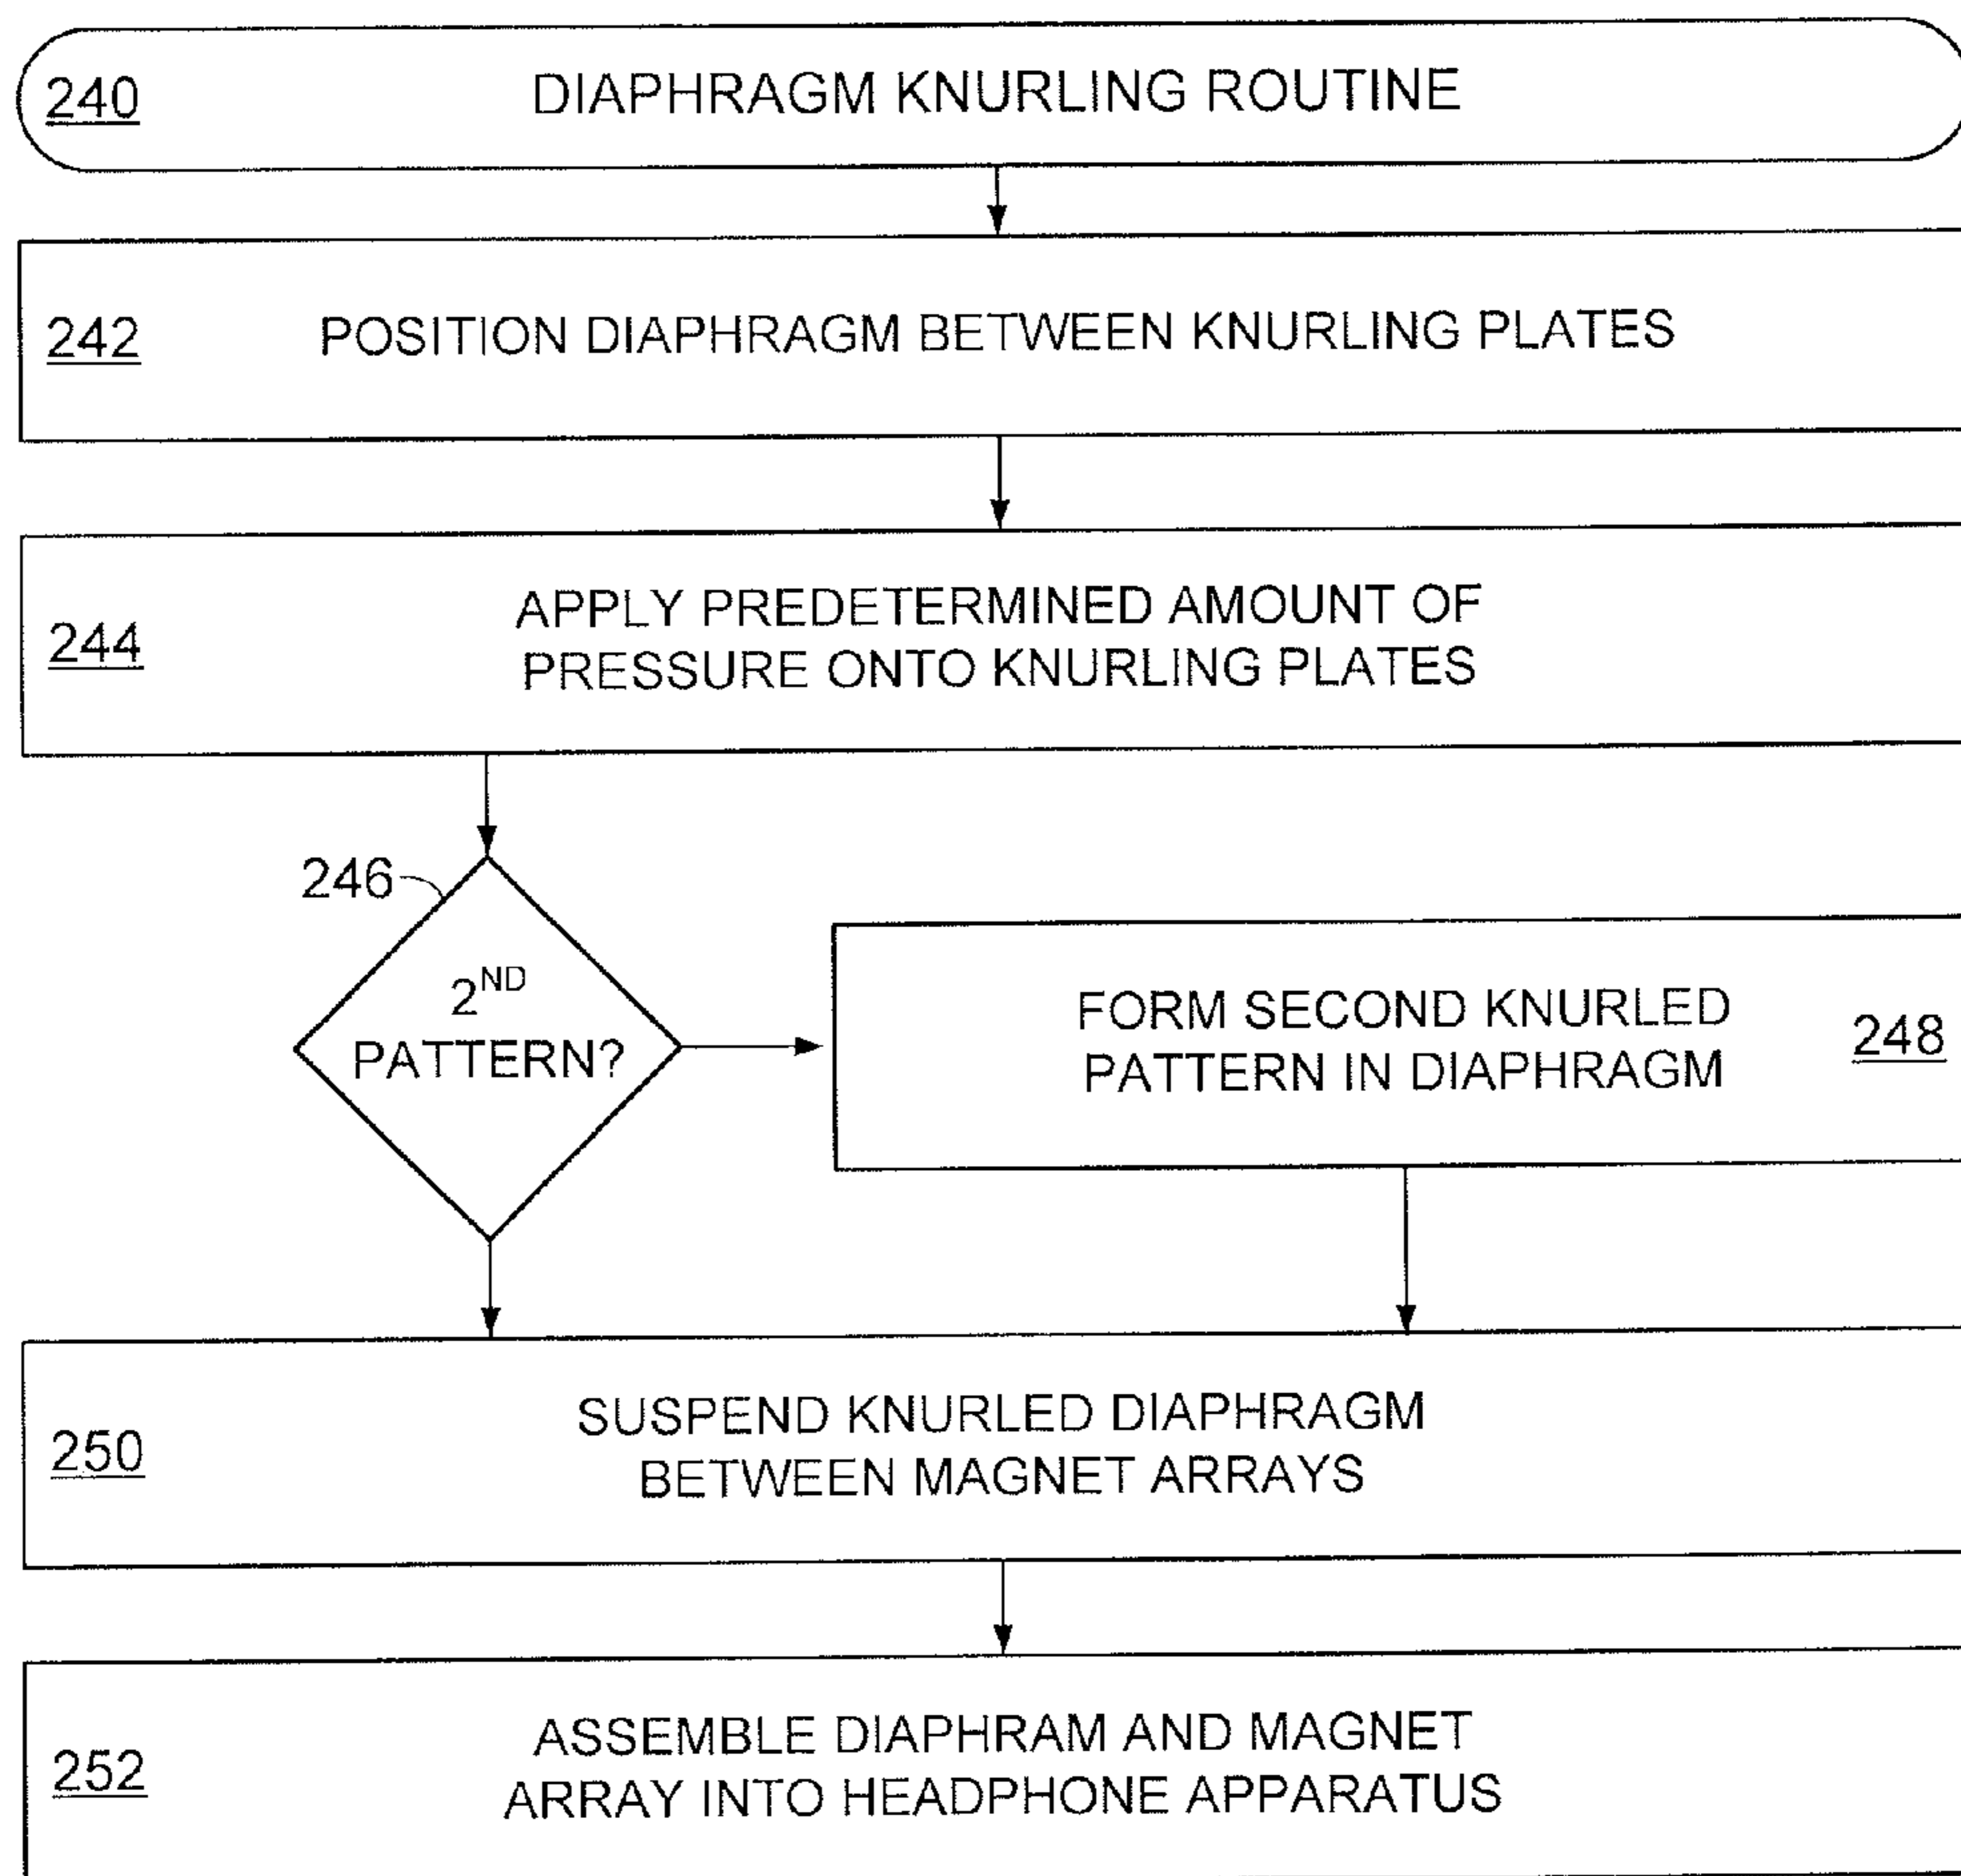 240
DIAPHRAGM KNURLING ROUTINE
242
POSITION DIAPHRAGM BETWEEN KNURLING PLATES
244
APPLY PREDETERMINED AMOUNT OF
PRESSURE ONTO KNURLING PLATES
246
2ND
PATTERN?
FORM SECOND KNURLED
PATTERN IN DIAPHRAGM
248
250
SUSPEND KNURLED DIAPHRAGM
BETWEEN MAGNET ARRAYS
252
ASSEMBLE DIAPHRAM AND MAGNET
ARRAY INTO HEADPHONE APPARATUS